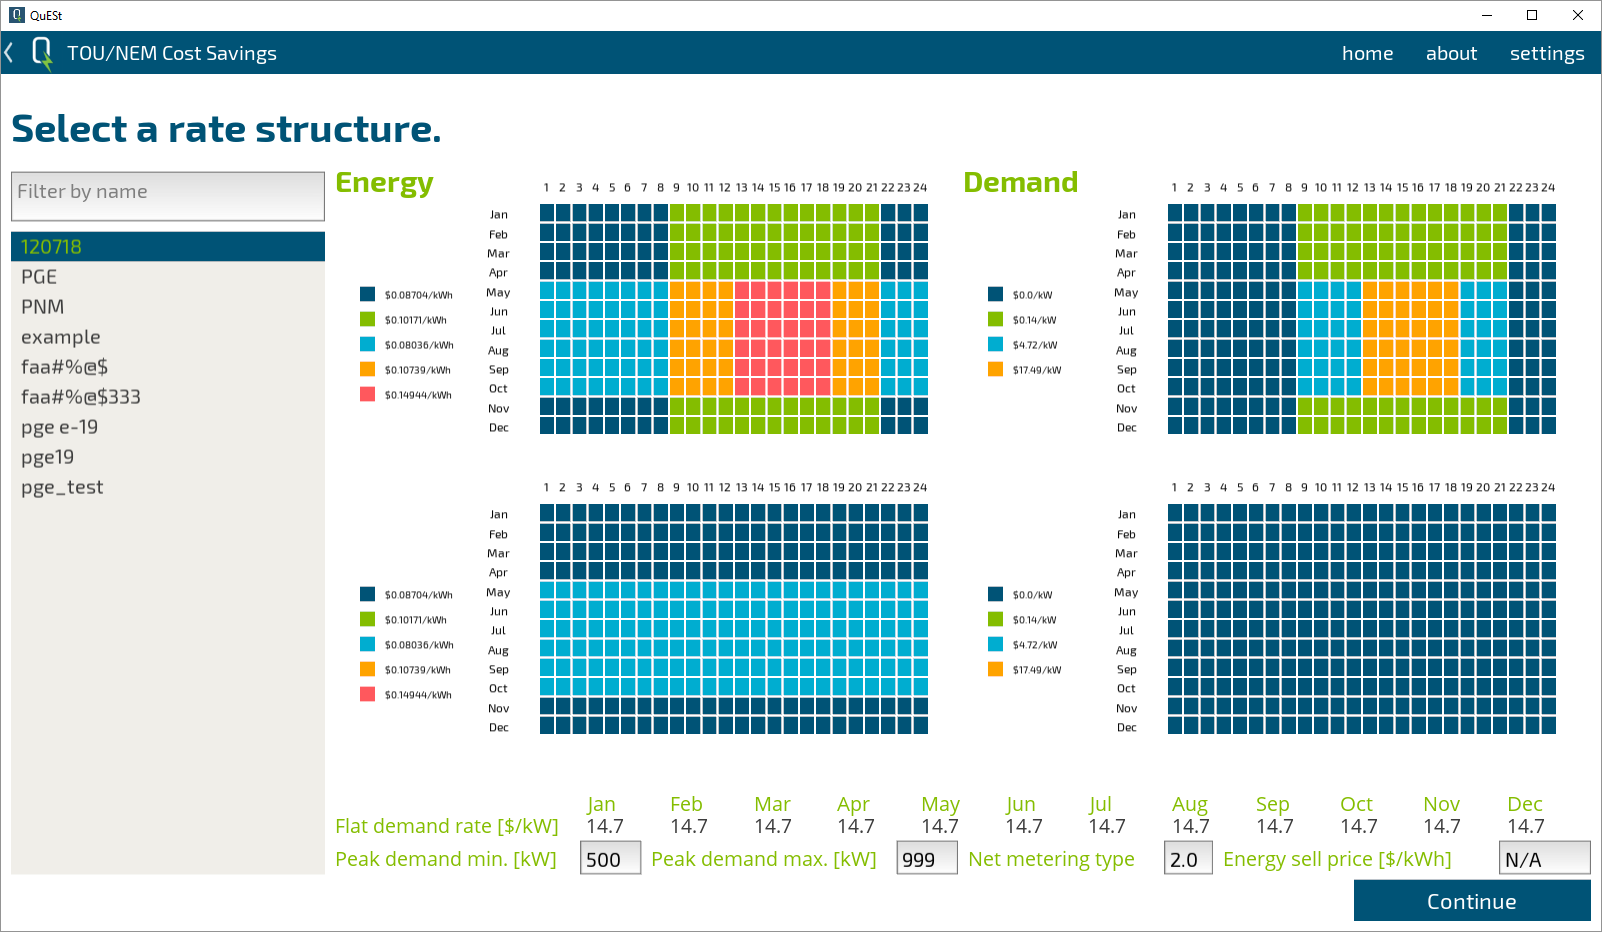 QuESt
TOU/NEM Cost Savings
home about settings
Select a rate structure.
Filter by name
120718
PGE
PNM
example
faa#%@$
faa#%@$333
pge e-19
pge19
pge_test
Energy
1 2 3 4 5 6 7 8 9 10 11 12 13 14 15 16 17 18 19 20 21 22 23 24
Jan
Feb
Mar
Apr
May
Jun
Jul
Aug
Sep
Oct
Nov
Dec
$0.08704/kWh
$0.10171/kWh
$0.08036/kWh
$0.10739/kWh
$0.14944/kWh
Demand
1 2 3 4 5 6 7 8 9 10 11 12 13 14 15 16 17 18 19 20 21 22 23 24
Jan
Feb
Mar
Apr
May
Jun
Jul
Aug
Sep
Oct
Nov
Dec
$0.0/kW
$0.14/kW
$4.72/kW
$17.49/kW
1 2 3 4 5 6 7 8 9 10 11 12 13 14 15 16 17 18 19 20 21 22 23 24
Jan
Feb
Mar
Apr
May
Jun
Jul
Aug
Sep
Oct
Nov
Dec
$0.08704/kWh
$0.10171/kWh
$0.08036/kWh
$0.10739/kWh
$0.14944/kWh
1 2 3 4 5 6 7 8 9 10 11 12 13 14 15 16 17 18 19 20 21 22 23 24
Jan
Feb
Mar
Apr
May
Jun
Jul
Aug
Sep
Oct
Nov
Dec
$0.0/kW
$0.14/kW
$4.72/kW
$17.49/kW
Jan Feb Mar Apr May Jun Jul Aug Sep Oct Nov Dec
Flat demand rate [$/kW] 14.7 14.7 14.7 14.7 14.7 14.7 14.7 14.7 14.7 14.7 14.7 14.7
Peak demand min. [kW] 500 Peak demand max. [kW] 999 Net metering type 2.0 Energy sell price [$/kWh] N/A
Continue